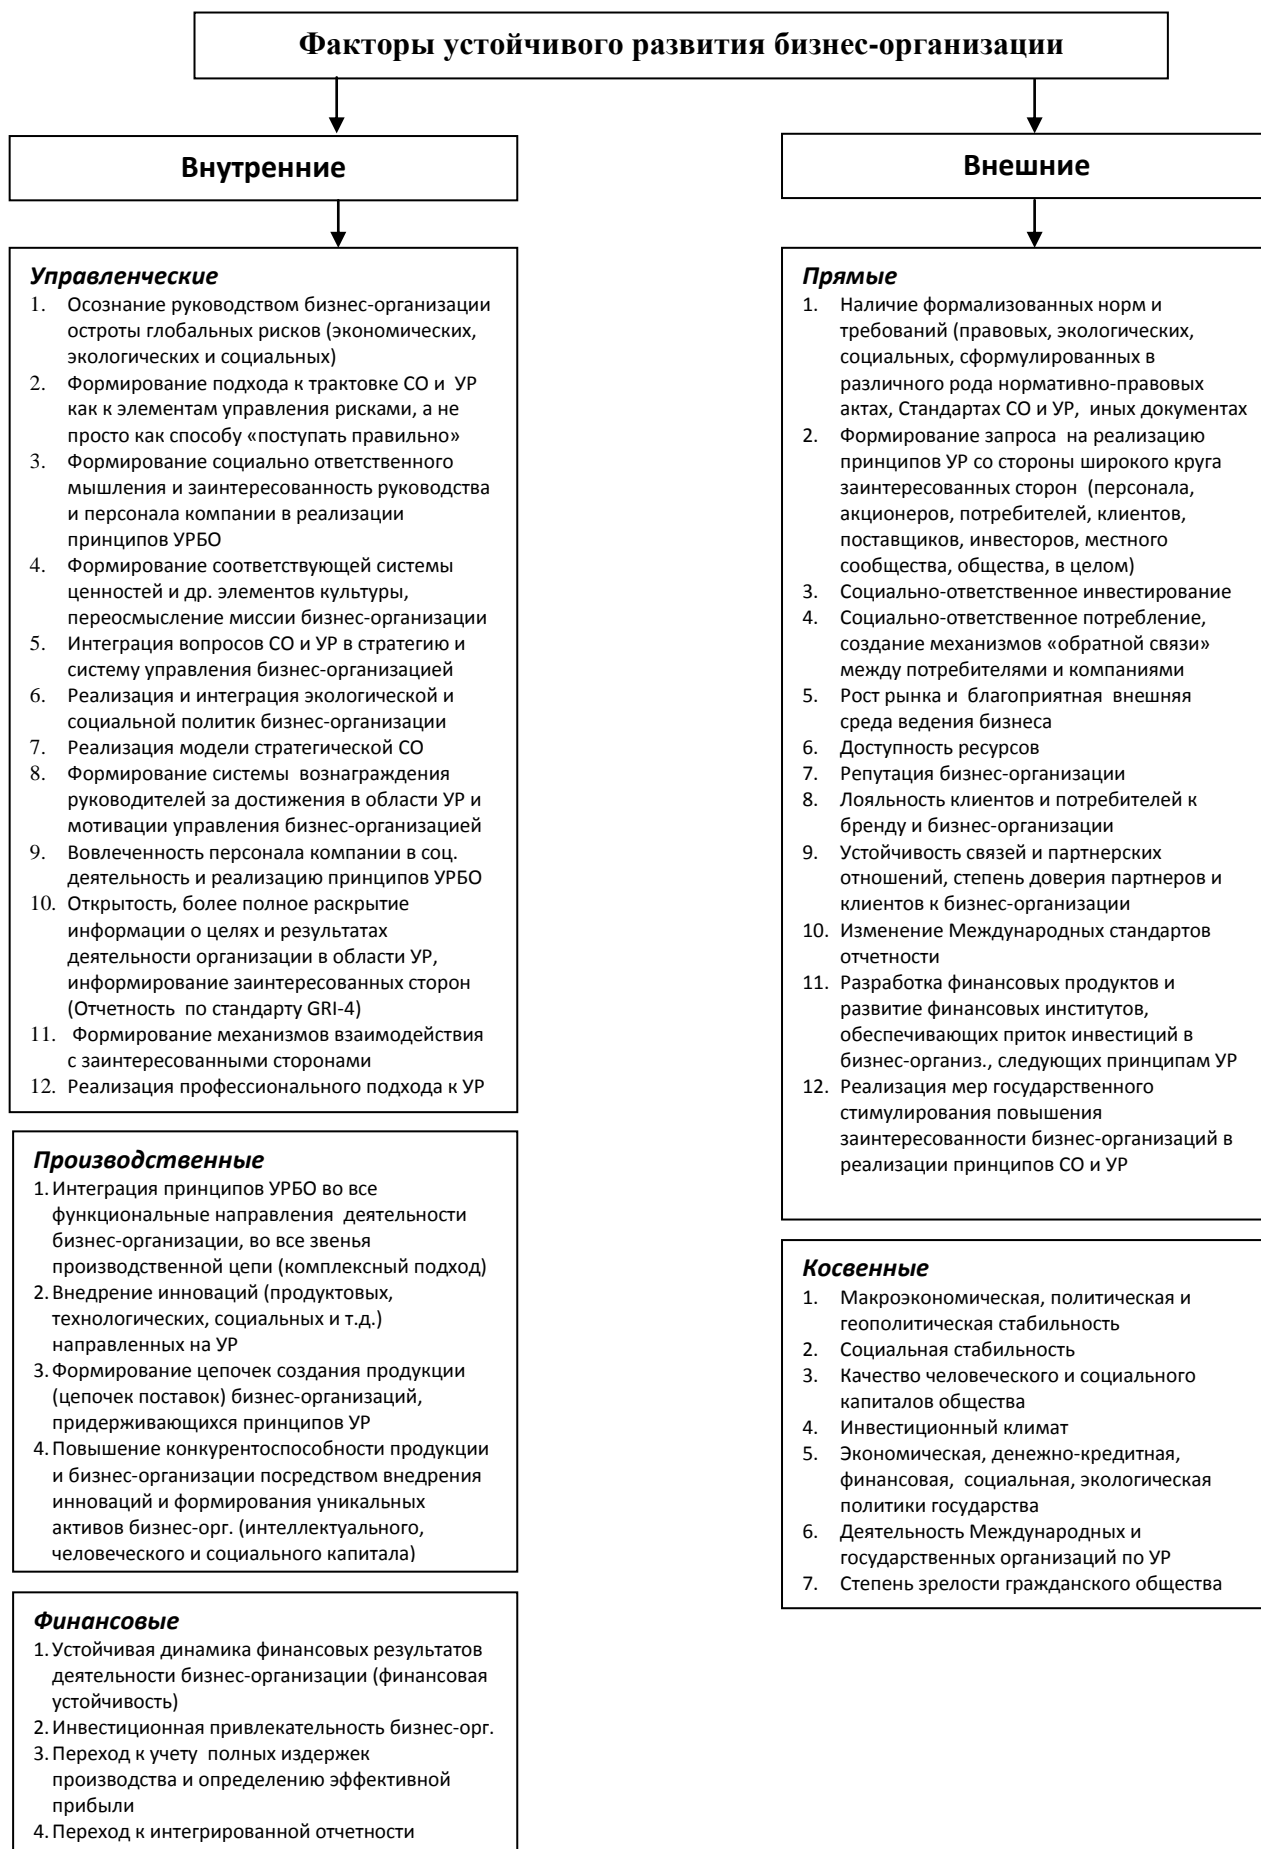 Факторы устойчивого развития бизнес-организации
Внутренние
Управленческие
1. Осознание руководством бизнес-организации
остроты глобальных рисков (экономических,
экологических и социальных)
2. Формирование подхода к трактовке СО и УР
как к элементам управления рисками, а не
просто как способу «поступать правильно»
3. Формирование социально ответственного
мышления и заинтересованность руководства
и персонала компании в реализации
принципов УРБО
4. Формирование соответствующей системы
ценностей и др. элементов культуры,
переосмысление миссии бизнес-организации
5. Интеграция вопросов СО и УР в стратегию и
систему управления бизнес-организацией
6. Реализация и интеграция экологической и
социальной политик бизнес-организации
7. Реализация модели стратегической СО
8. Формирование системы вознаграждения
руководителей за достижения в области УР и
мотивации управления бизнес-организацией
9. Вовлеченность персонала компании в соц.
деятельность и реализацию принципов УРБО
10. Открытость, более полное раскрытие
информации о целях и результатах
деятельности организации в области УР,
информирование заинтересованных сторон
(Отчетность по стандарту GRI-4)
11. Формирование механизмов взаимодействия
с заинтересованными сторонами
12. Реализация профессионального подхода к УР
Производственные
1. Интеграция принципов УРБО во все
функциональные направления деятельности
бизнес-организации, во все звенья
производственной цепи (комплексный подход)
2. Внедрение инноваций (продуктовых,
технологических, социальных и т.д.)
направленных на УР
3. Формирование цепочек создания продукции
(цепочек поставок) бизнес-организаций,
придерживающихся принципов УР
4. Повышение конкурентоспособности продукции
и бизнес-организации посредством внедрения
инноваций и формирования уникальных
активов бизнес-орг. (интеллектуального,
человеческого и социального капитала)
Финансовые
1. Устойчивая динамика финансовых результатов
деятельности бизнес-организации (финансовая
устойчивость)
2. Инвестиционная привлекательность бизнес-орг.
3. Переход к учету полных издержек
производства и определению эффективной
прибыли
4. Переход к интегрированной отчетности
Внешние
Прямые
1. Наличие формализованных норм и
требований (правовых, экологических,
социальных, сформулированных в
различного рода нормативно-правовых
актах, Стандартах СО и УР, иных документах
2. Формирование запроса на реализацию
принципов УР со стороны широкого круга
заинтересованных сторон (персонала,
акционеров, потребителей, клиентов,
поставщиков, инвесторов, местного
сообщества, общества, в целом)
3. Социально-ответственное инвестирование
4. Социально-ответственное потребление,
создание механизмов «обратной связи»
между потребителями и компаниями
5. Рост рынка и благоприятная внешняя
среда ведения бизнеса
6. Доступность ресурсов
7. Репутация бизнес-организации
8. Лояльность клиентов и потребителей к
бренду и бизнес-организации
9. Устойчивость связей и партнерских
отношений, степень доверия партнеров и
клиентов к бизнес-организации
10. Изменение Международных стандартов
отчетности
11. Разработка финансовых продуктов и
развитие финансовых институтов,
обеспечивающих приток инвестиций в
бизнес-организ., следующих принципам УР
12. Реализация мер государственного
стимулирования повышения
заинтересованности бизнес-организаций в
реализации принципов СО и УР
Косвенные
1. Макроэкономическая, политическая и
геополитическая стабильность
2. Социальная стабильность
3. Качество человеческого и социального
капиталов общества
4. Инвестиционный климат
5. Экономическая, денежно-кредитная,
финансовая, социальная, экологическая
политики государства
6. Деятельность Международных и
государственных организаций по УР
7. Степень зрелости гражданского общества